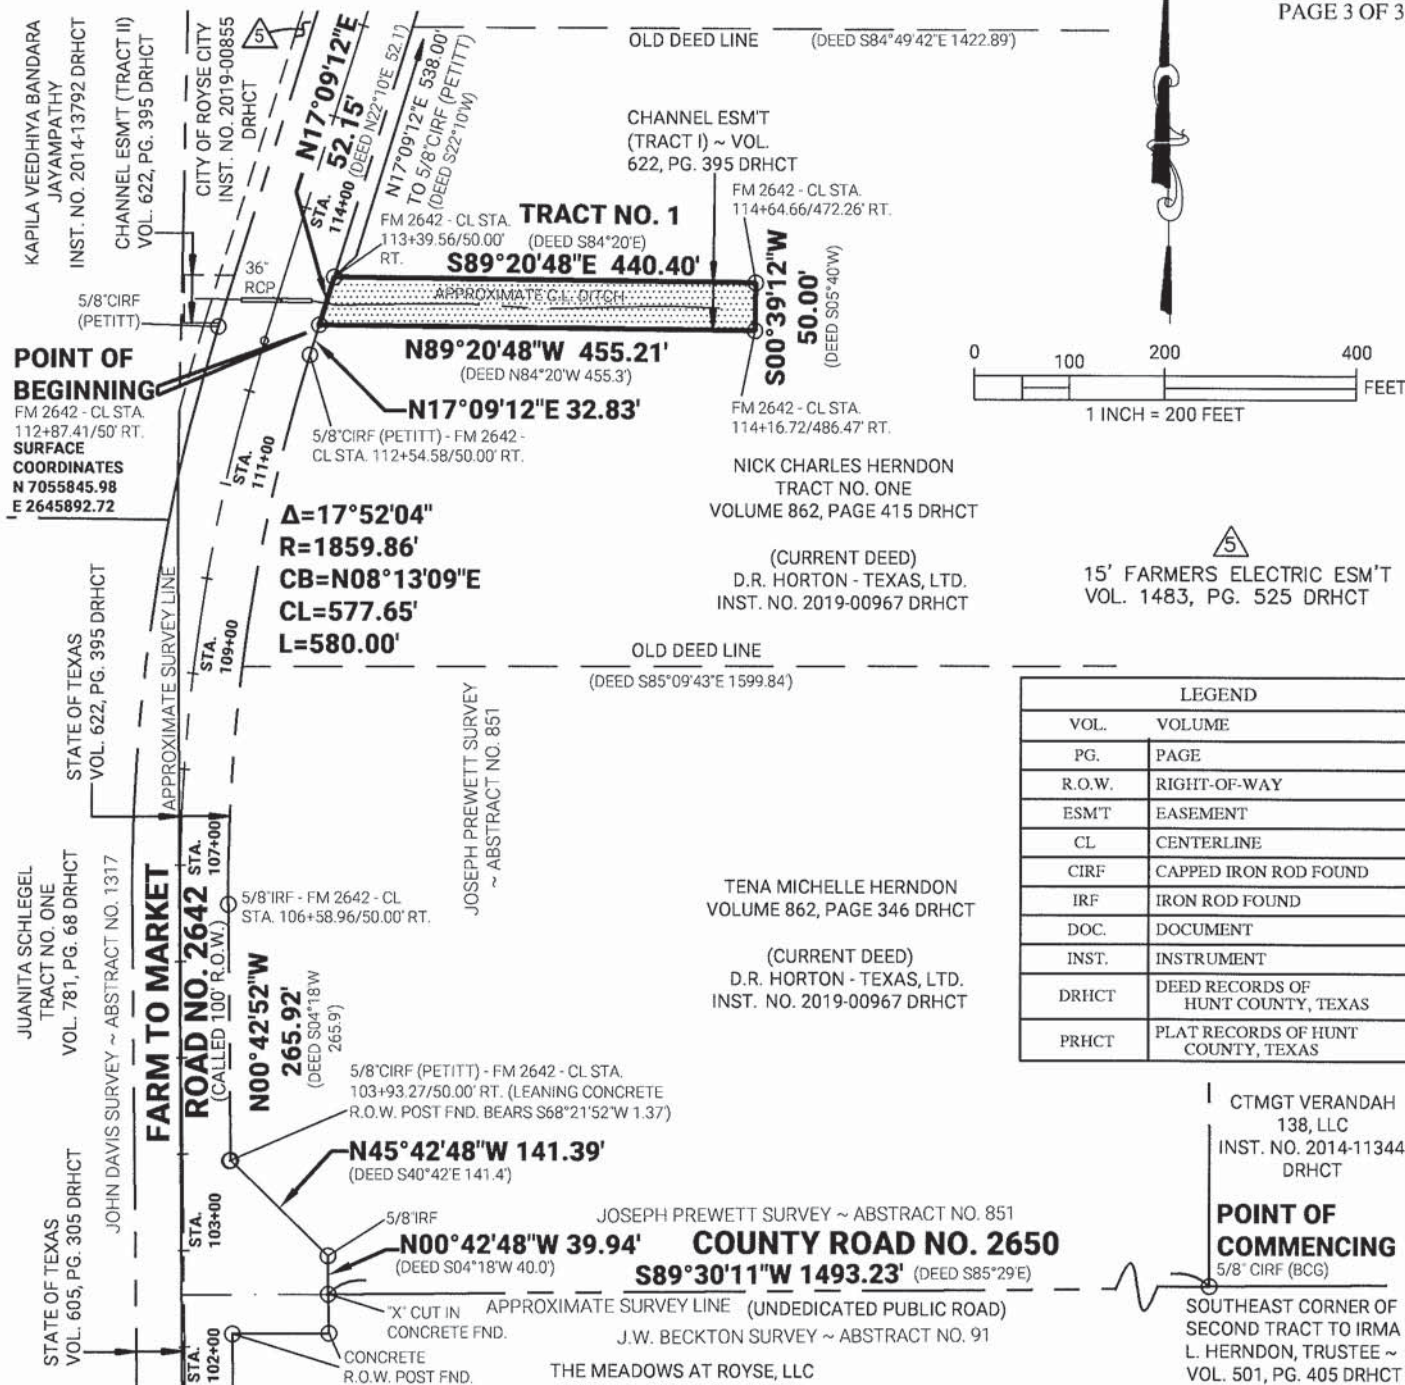 PAGE 3 OF 3
KAPILA VEEDHIYA BANDARA
JAYAMPATHY
INST. NO. 2014-13792 DRHCT
CHANNEL ESM'T (TRACT II)
VOL. 622, PG. 395 DRHCT
CITY OF ROYSE CITY
INST. NO. 2019-00855
DRHCT
5
N17°09'12"E
52.15'
(DEED N22°10'E 52.1')
STA.
114+00
N17°09'12"E 538.00'
TO 5/8"CIRF (PETITT)
(DEED S22°10'W)
OLD DEED LINE (DEED S84°49'42"E 1422.89')
CHANNEL ESM'T
(TRACT I) ~ VOL.
622, PG. 395 DRHCT
FM 2642 - CL STA.
113+39.56/50.00'
RT.
TRACT NO. 1
(DEED S84°20'E)
S89°20'48"E 440.40'
FM 2642 - CL STA.
114+64.66/472.26' RT.
36"
RCP
APPROXIMATE C.L. DITCH
S00°39'12"W
50.00'
(DEED S05°40'W)
5/8"CIRF
(PETITT)
POINT OF
BEGINNING
FM 2642 - CL STA.
112+87.41/50' RT.
SURFACE
COORDINATES
N 7055845.98
E 2645892.72
N89°20'48"W 455.21'
(DEED N84°20'W 455.3')
N17°09'12"E 32.83'
5/8"CIRF (PETITT) - FM 2642 -
CL STA. 112+54.58/50.00' RT.
FM 2642 - CL STA.
114+16.72/486.47' RT.
0 100 200 400
FEET
1 INCH = 200 FEET
STA.
111+00
NICK CHARLES HERNDON
TRACT NO. ONE
VOLUME 862, PAGE 415 DRHCT
(CURRENT DEED)
D.R. HORTON - TEXAS, LTD.
INST. NO. 2019-00967 DRHCT
5
15' FARMERS ELECTRIC ESM'T
VOL. 1483, PG. 525 DRHCT
Δ=17°52'04"
R=1859.86'
CB=N08°13'09"E
CL=577.65'
L=580.00'
STATE OF TEXAS
VOL. 622, PG. 395 DRHCT
APPROXIMATE SURVEY LINE
STA.
109+00
OLD DEED LINE
(DEED S85°09'43"E 1599.84')
JOSEPH PREWETT SURVEY
~ ABSTRACT NO. 851
LEGEND
VOL. VOLUME
PG. PAGE
R.O.W. RIGHT-OF-WAY
ESM'T EASEMENT
CL CENTERLINE
CIRF CAPPED IRON ROD FOUND
IRF IRON ROD FOUND
DOC. DOCUMENT
INST. INSTRUMENT
DRHCT DEED RECORDS OF
HUNT COUNTY, TEXAS
PRHCT PLAT RECORDS OF HUNT
COUNTY, TEXAS
JUANITA SCHLEGEL
TRACT NO. ONE
VOL. 781, PG. 68 DRHCT
JOHN DAVIS SURVEY ~ ABSTRACT NO. 1317
FARM TO MARKET
ROAD NO. 2642
(CALLED 100' R.O.W.)
STA.
107+00
5/8"IRF - FM 2642 - CL
STA. 106+58.96/50.00' RT.
N00°42'52"W
265.92'
(DEED S04°18'W
265.9')
TENA MICHELLE HERNDON
VOLUME 862, PAGE 346 DRHCT
(CURRENT DEED)
D.R. HORTON - TEXAS, LTD.
INST. NO. 2019-00967 DRHCT
5/8"CIRF (PETITT) - FM 2642 - CL STA.
103+93.27/50.00' RT. (LEANING CONCRETE
R.O.W. POST FND. BEARS S68°21'52"W 1.37')
N45°42'48"W 141.39'
(DEED S40°42'E 141.4')
CTMGT VERANDAH
138, LLC
INST. NO. 2014-11344
DRHCT
STATE OF TEXAS
VOL. 605, PG. 305 DRHCT
STA.
103+00
5/8"IRF
N00°42'48"W 39.94'
(DEED S04°18'W 40.0')
JOSEPH PREWETT SURVEY ~ ABSTRACT NO. 851
COUNTY ROAD NO. 2650
S89°30'11"W 1493.23' (DEED S85°29'E)
POINT OF
COMMENCING
5/8" CIRF (BCG)
SOUTHEAST CORNER OF
SECOND TRACT TO IRMA
L. HERNDON, TRUSTEE ~
VOL. 501, PG. 405 DRHCT
"X" CUT IN
CONCRETE FND.
APPROXIMATE SURVEY LINE (UNDEDICATED PUBLIC ROAD)
J.W. BECKTON SURVEY ~ ABSTRACT NO. 91
STA.
102+00
CONCRETE
R.O.W. POST FND.
THE MEADOWS AT ROYSE, LLC